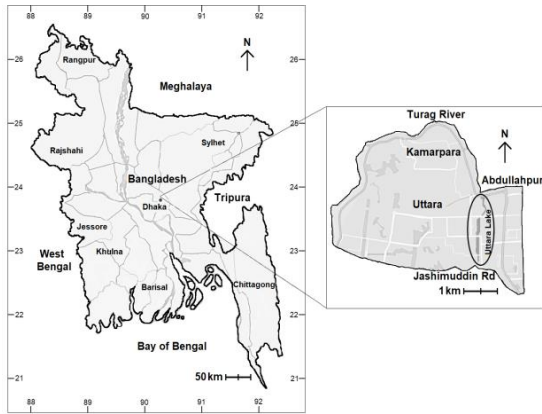 88 89 90 91 92
26
25
24
23
22
21
26
25
24
23
22
21
88 89 90 91 92
N
Rangpur
Meghalaya
Sylhet
Rajshahi
Bangladesh
Dhaka
Tripura
Jessore
West
Bengal
Khulna
Barisal
Chittagong
Bay of Bengal
50 km
Turag River
N
Kamarpara
Abdullahpur
Uttara
Uttara Lake
Jashimuddin Rd
1 km